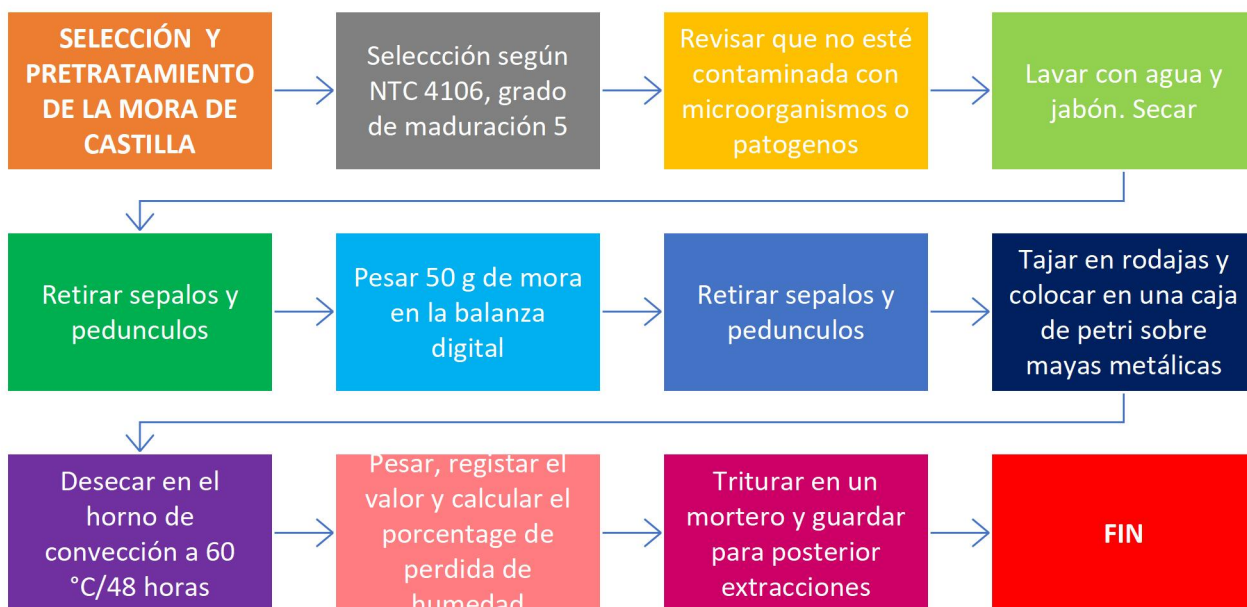 SELECCIÓN Y
PRETRATAMIENTO
DE LA MORA DE
CASTILLA
Seleccción según
NTC 4106, grado
de maduración 5
Revisar que no esté
contaminada con
microorganismos o
patogenos
Lavar con agua y
jabón. Secar
Retirar sepalos y
pedunculos
Pesar 50 g de mora
en la balanza
digital
Retirar sepalos y
pedunculos
Tajar en rodajas y
colocar en una caja
de petri sobre
mayas metálicas
Desecar en el
horno de
convección a 60
°C/48 horas
Pesar, registar el
valor y calcular el
porcentage de
perdida de
humedad
Triturar en un
mortero y guardar
para posterior
extracciones
FIN